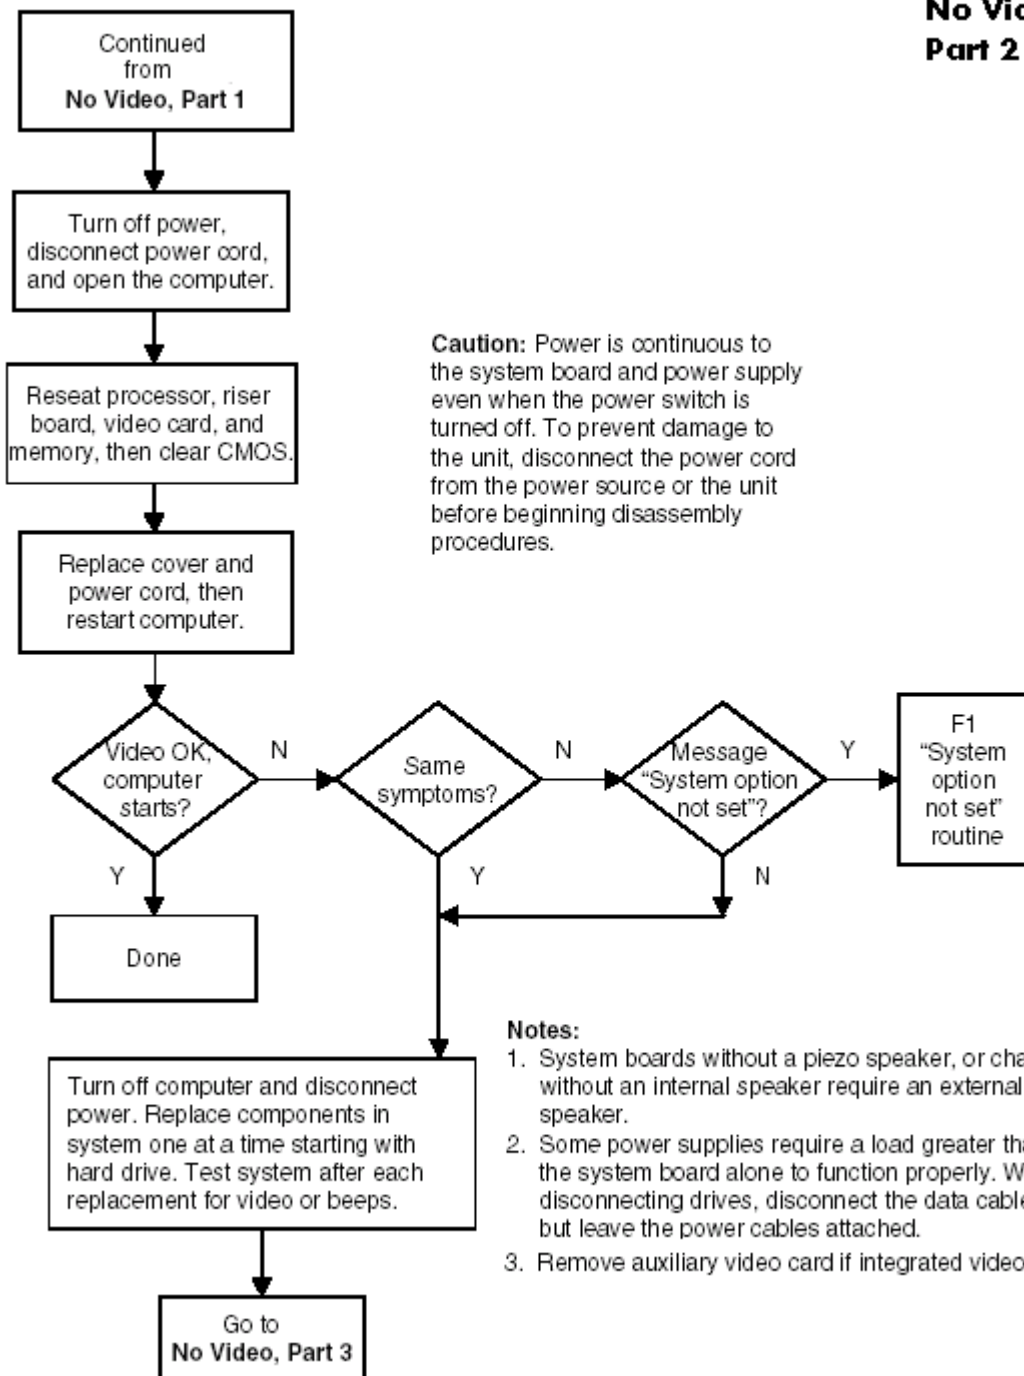 No
Part 2
Continued
from
No Video, Part 1
Turn off power,
disconnect power cord,
and open the computer.
Reseat processor, riser
board, video card, and
memory, then clear CMOS.
Caution: Power is continuous to
the system board and power supply
even when the power switch is
turned off. To prevent damage to
the unit, disconnect the power cord
from the power source or the unit
before beginning disassembly
procedures.
Replace cover and
power cord, then
restart computer.
Video OK,
computer
starts?
N
Same
symptoms?
N
Message
“System option
not set”?
Y
F1
“System
option
not set”
routine
Y
Y
N
Done
Turn off computer and disconnect
power. Replace components in
system one at a time starting with
hard drive. Test system after each
replacement for video or beeps.
Notes:
1. System boards without a piezo speaker, or
without an internal speaker require an external
speaker.
2. Some power supplies require a load greater
the system board alone to function properly.
disconnecting drives, disconnect the data
but leave the power cables attached.
3. Remove auxiliary video card if integrated video
Go to
No Video, Part 3